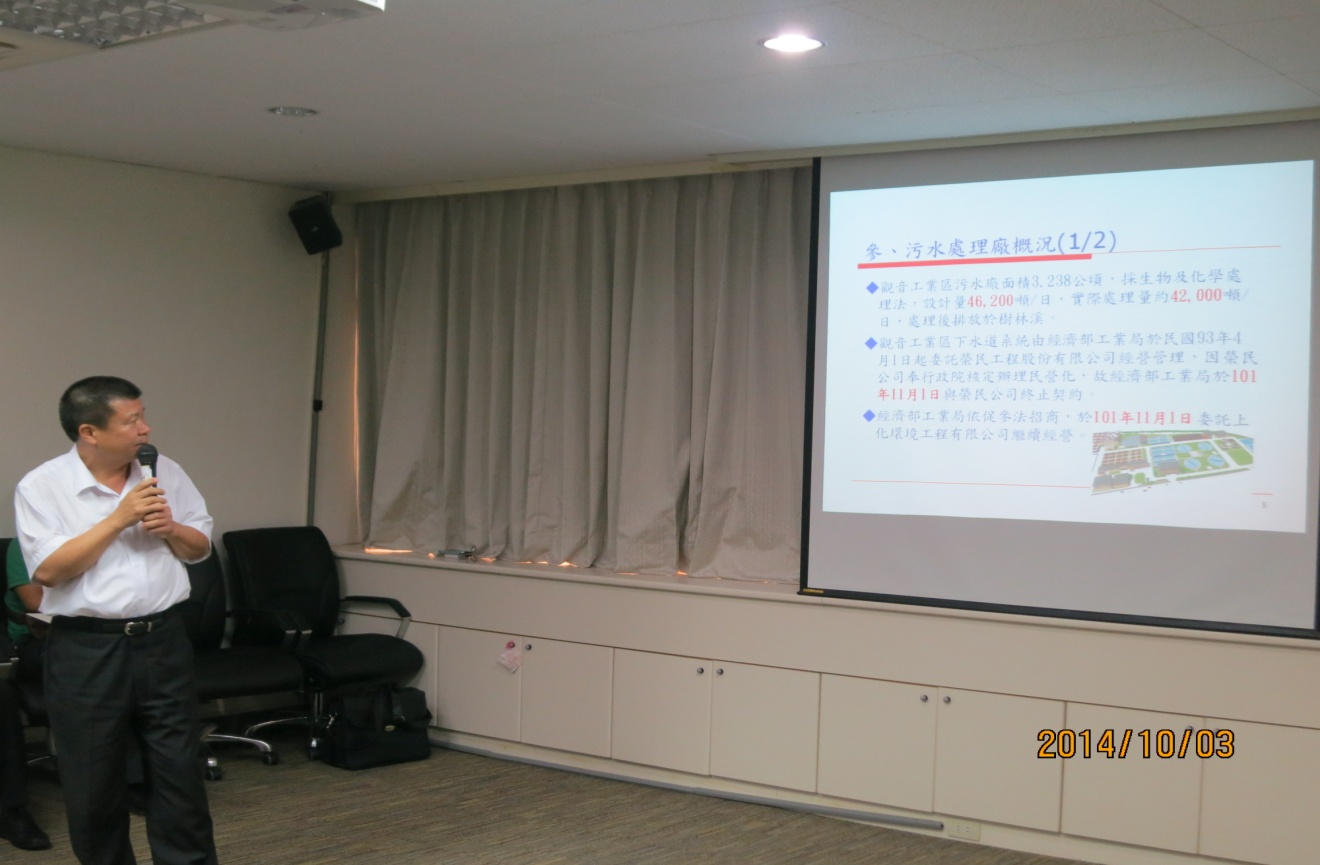 參、污水處理廠概況(1/2)
◆觀音工業區污水廠面積3.238公頃，採生物及化學處
理法，設計量46,200噸/日，實際處理量約42,000噸/
日，處理後排放於樹林溪。
◆觀音工業區下水道系統由經濟部工業局於民國93年4
月1日起委託榮民工程股份有限公司經營管理，因榮民
公司奉行政院核定辦理民營化，故經濟部工業局於101
年11月1日與榮民公司終止契約。
◆經濟部工業局依促參法招商，於101年11月1日委託上
化環境工程有限公司繼續經營。
2014/10/03